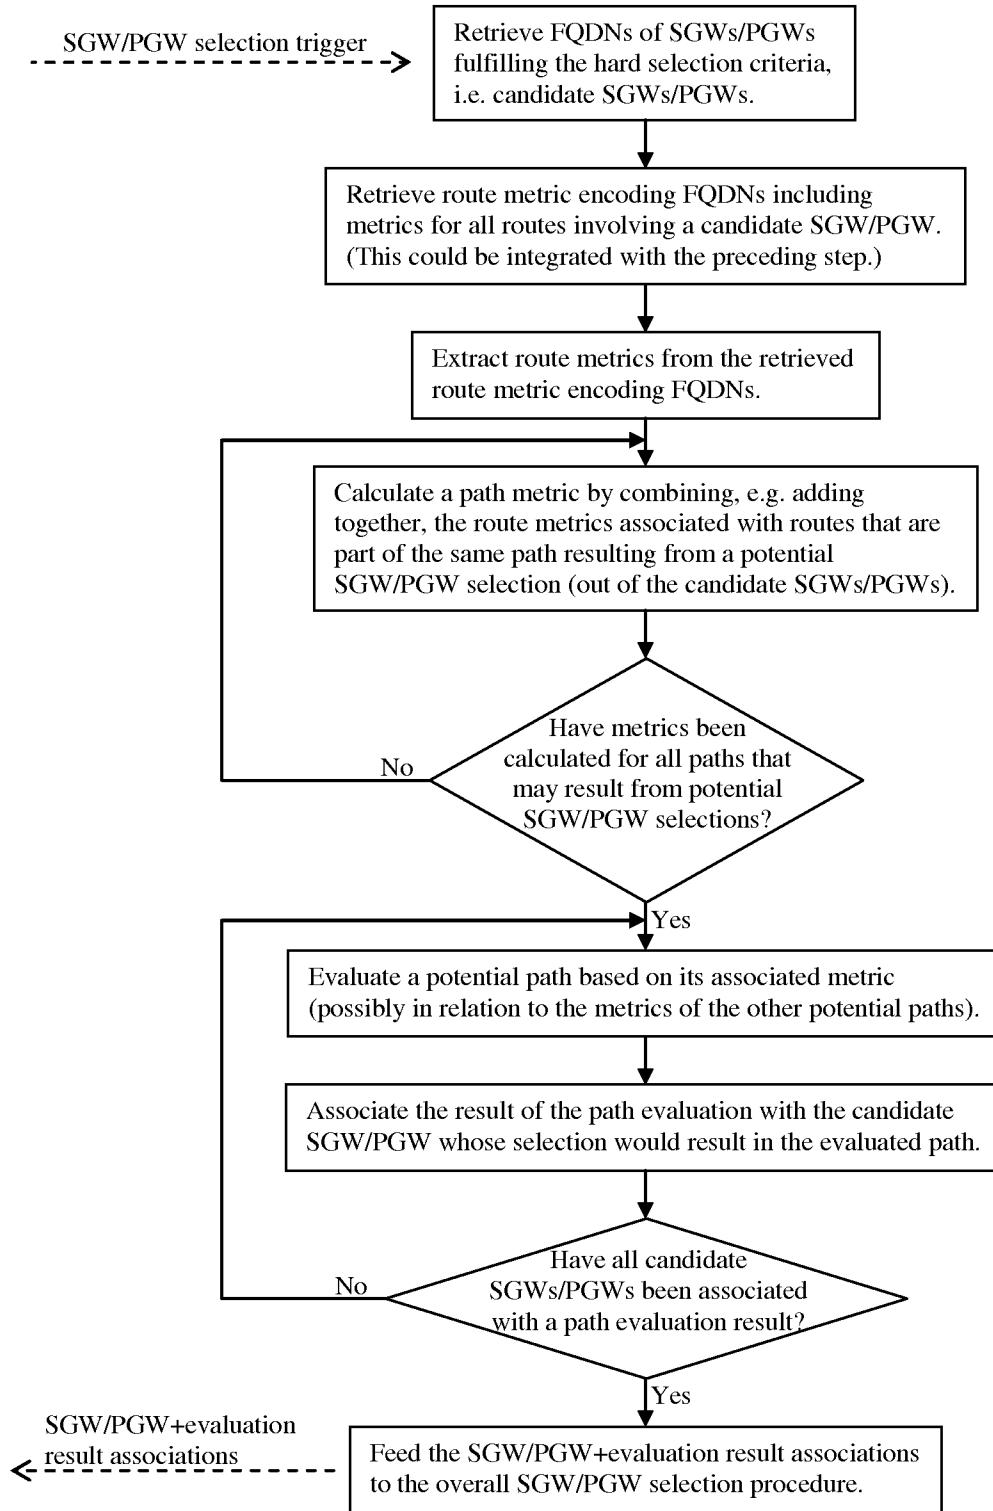 SGW/PGW selection trigger
Retrieve FQDNs of SGWs/PGWs
fulfilling the hard selection criteria,
i.e. candidate SGWs/PGWs.
Retrieve route metric encoding FQDNs including
metrics for all routes involving a candidate SGW/PGW.
(This could be integrated with the preceding step.)
Extract route metrics from the retrieved
route metric encoding FQDNs.
Calculate a path metric by combining, e.g. adding
together, the route metrics associated with routes that are
part of the same path resulting from a potential
SGW/PGW selection (out of the candidate SGWs/PGWs).
Have metrics been
calculated for all paths that
may result from potential
SGW/PGW selections?
No
Yes
Evaluate a potential path based on its associated metric
(possibly in relation to the metrics of the other potential paths).
Associate the result of the path evaluation with the candidate
SGW/PGW whose selection would result in the evaluated path.
Have all candidate
SGWs/PGWs been associated
with a path evaluation result?
No
Yes
SGW/PGW+evaluation
result associations
Feed the SGW/PGW+evaluation result associations
to the overall SGW/PGW selection procedure.